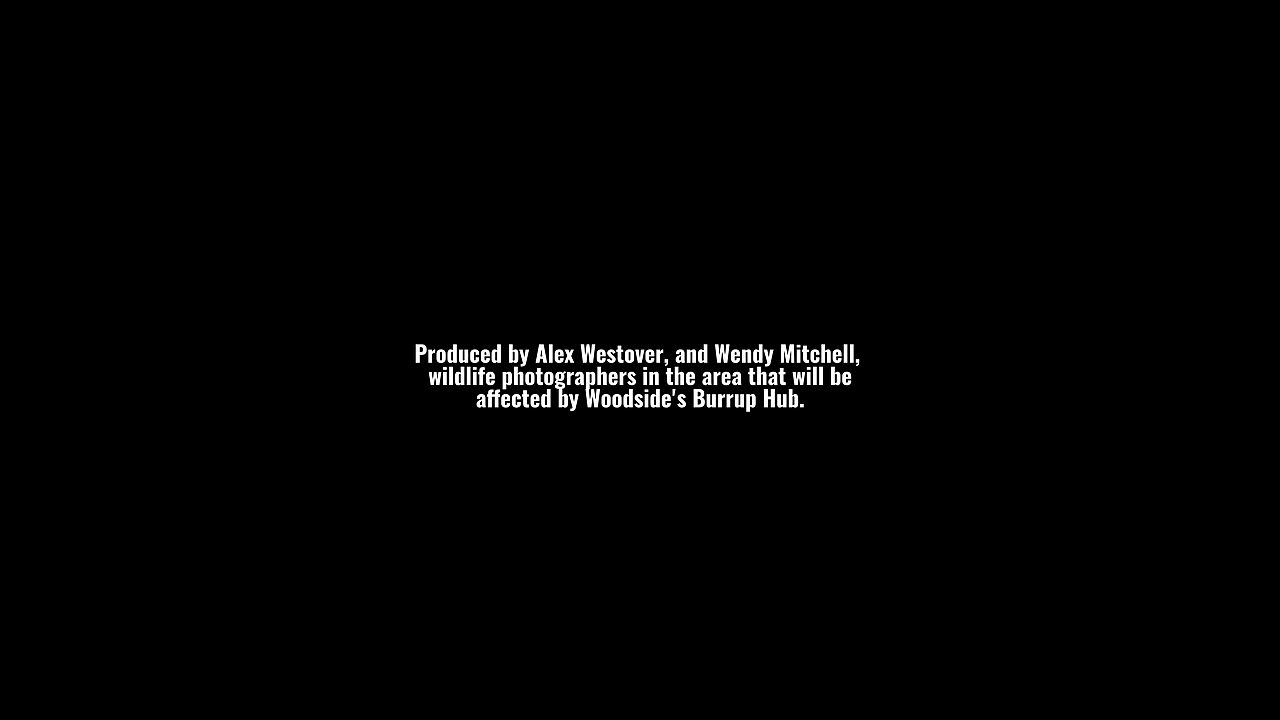 Produced by Alex Westover, and Wendy Mitchell,
wildlife photographers in the area that will be
affected by Woodside's Burrup Hub.